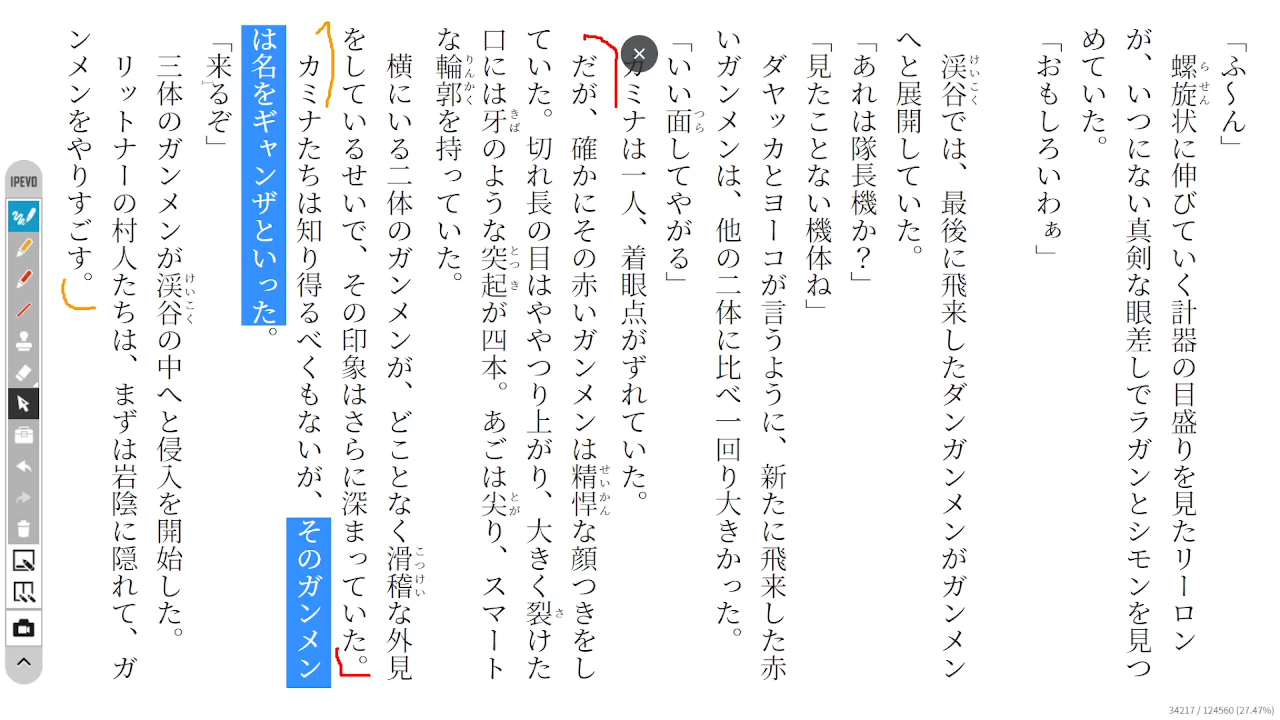 「ふ〜ん」
螺旋状に伸びていく計器の目盛りを見たリーロン
が、いつにない真剣な眼差しでラガンとシモンを見つ
めていた。
「おもしろいわぁ」
渓谷では、最後に飛来したダンガンメンがガンメン
へと展開していた。
「あれは隊長機か？」
「見たことない機体ね」
ダヤッカとヨーコが言うように、新たに飛来した赤
いガンメンは、他の二体に比べ一回り大きかった。
「いい面してやがる」
カミナは一人、着眼点がずれていた。
だが、確かにその赤いガンメンは精悍な顔つきをし
ていた。切れ長の目はややつり上がり、大きく裂けた
口には牙のような突起が四本。あごは尖り、スマート
な輪郭を持っていた。
横にいる二体のガンメンが、どことなく滑稽な外見
をしているせいで、その印象はさらに深まっていた。
カミナたちは知り得るべくもないが、そのガンメン
は名をギャンザといった。
「来るぞ」
三体のガンメンが渓谷の中へと侵入を開始した。
リットナーの村人たちは、まずは岩陰に隠れて、ガ
ンメンをやりすごす。
IPEVO
34217 / 124560 (27.47%)